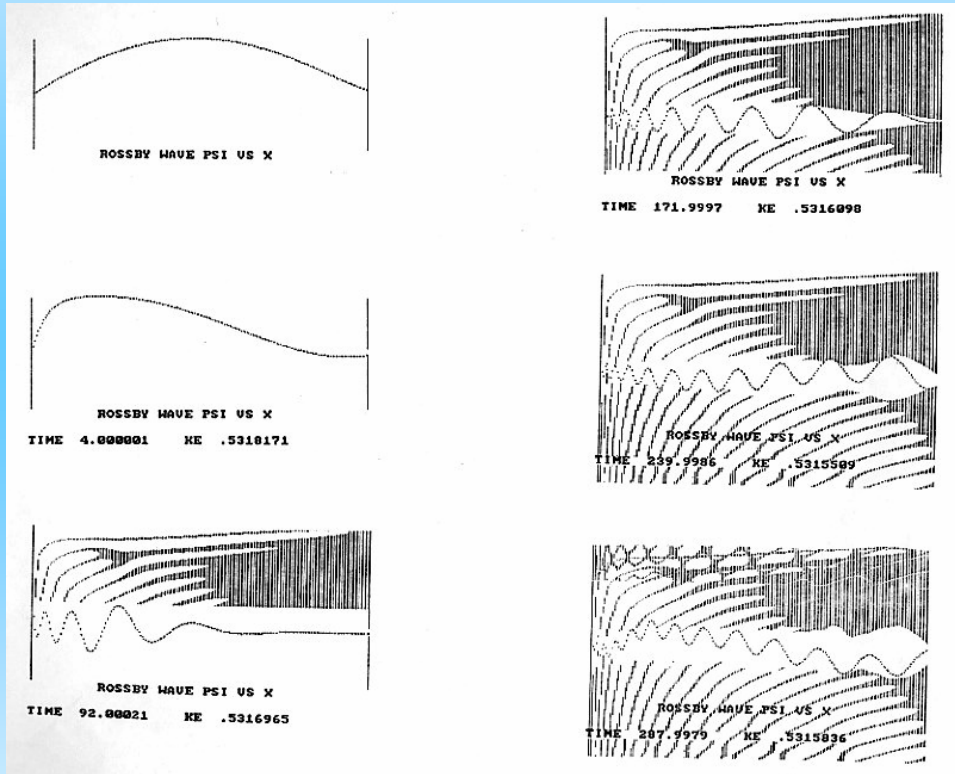 ROSSBY WAVE PSI VS X
ROSSBY WAVE PSI VS X
TIME 4.000001 KE .5318171
ROSSBY WAVE PSI VS X
TIME 92.00021 KE .5316965
ROSSBY WAVE PSI VS X
TIME 171.9997 KE .5316098
ROSSBY WAVE PSI VS X
TIME 239.9986 KE .5315509
ROSSBY WAVE PSI VS X
TIME 287.9979 KE .5315836